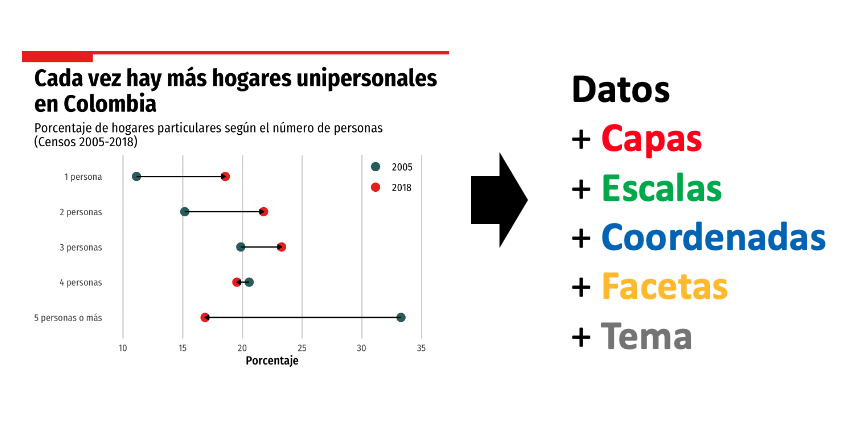 Cada vez hay más hogares unipersonales
en Colombia
Porcentaje de hogares particulares según el número de personas
(Censos 2005-2018)
2005
2018
1 persona
2 personas
3 personas
4 personas
5 personas o más
10 15 20 25 30 35
Porcentaje
Datos
+ Capas
+ Escalas
+ Coordenadas
+ Facetas
+ Tema